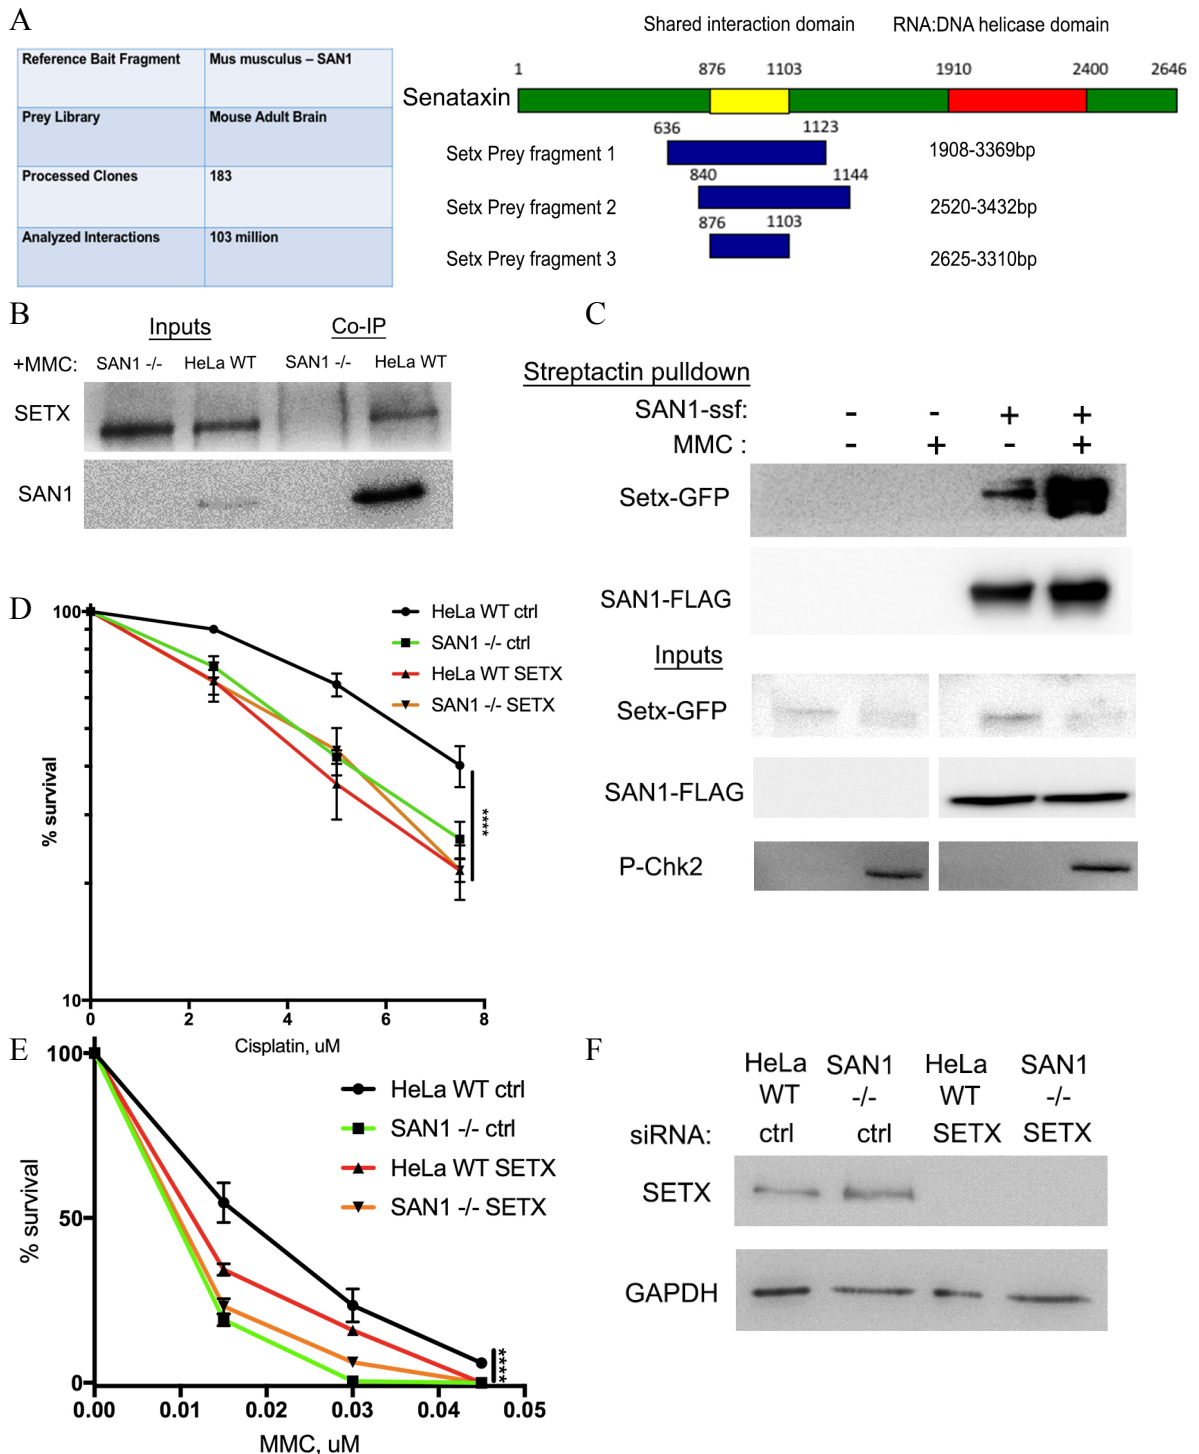 A
Reference Bait Fragment	Mus musculus – SAN1
Prey Library	Mouse Adult Brain
Processed Clones	183
Analyzed Interactions	103 million
Shared interaction domain	RNA:DNA helicase domain
1	876	1103	1910	2400	2646
Senataxin
636	1123
Setx Prey fragment 1	1908-3369bp
840	1144
Setx Prey fragment 2	2520-3432bp
876	1103
Setx Prey fragment 3	2625-3310bp
B
Inputs	Co-IP
+MMC:	SAN1 -/-	HeLa WT	SAN1 -/-	HeLa WT
SETX
SAN1
C
Streptactin pulldown
SAN1-ssf:	-	-	+	+
MMC :	-	+	-	+
Setx-GFP
SAN1-FLAG
Inputs
Setx-GFP
SAN1-FLAG
P-Chk2
D
100
10
% survival
HeLa WT ctrl
SAN1 -/- ctrl
HeLa WT SETX
SAN1 -/- SETX
****
0	2	4	6	8
Cisplatin, uM
E
100
50
0
% survival
HeLa WT ctrl
SAN1 -/- ctrl
HeLa WT SETX
SAN1 -/- SETX
****
0.00	0.01	0.02	0.03	0.04	0.05
MMC, uM
F
HeLa	SAN1	HeLa	SAN1
WT	-/-	WT	-/-
siRNA:	ctrl	ctrl	SETX	SETX
SETX
GAPDH